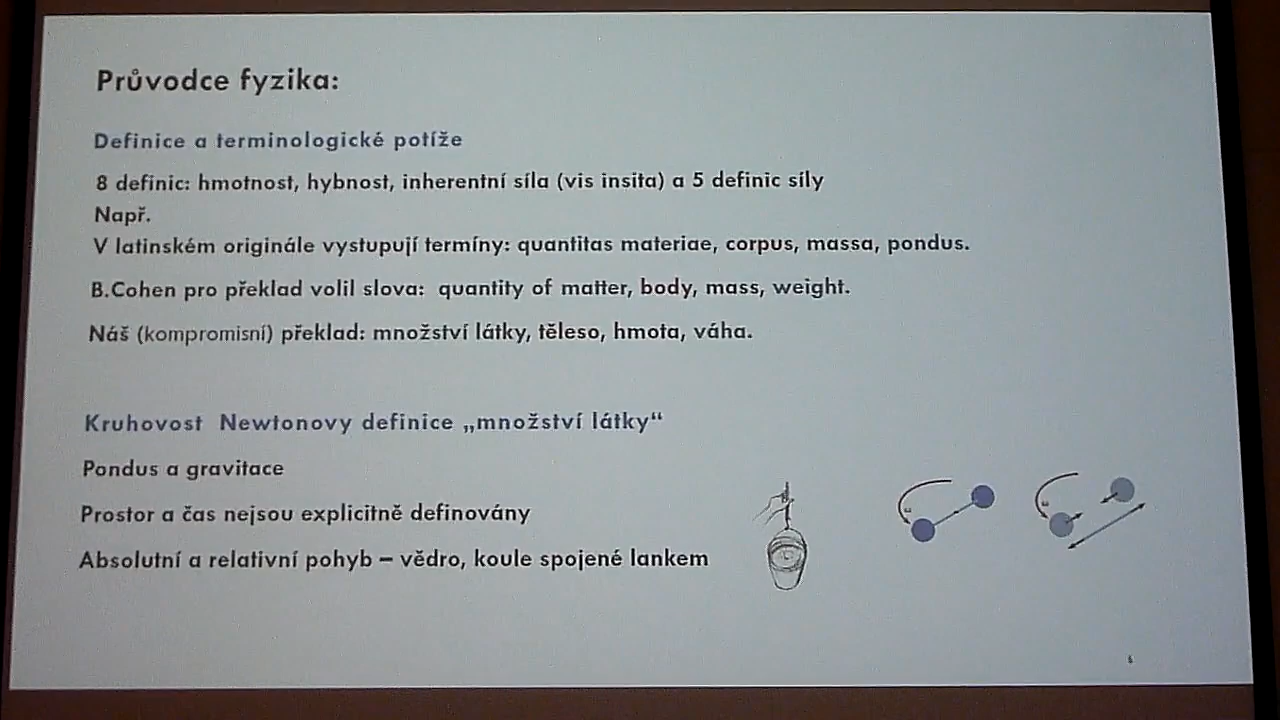 Průvodce fyzika:
Definice a terminologické potíže
8 definic: hmotnost, hybnost, inherentní síla (vis insita) a 5 definic síly
Např.
V latinském originále vystupují termíny: quantitas materiae, corpus, massa, pondus.
B.Cohen pro překlad volil slova: quantity of matter, body, mass, weight.
Náš (kompromisní) překlad: množství látky, těleso, hmota, váha.
Kruhovost Newtonovy definice „množství látky“
Pondus a gravitace
Prostor a čas nejsou explicitně definovány
Absolutní a relativní pohyb – vědro, koule spojené lankem